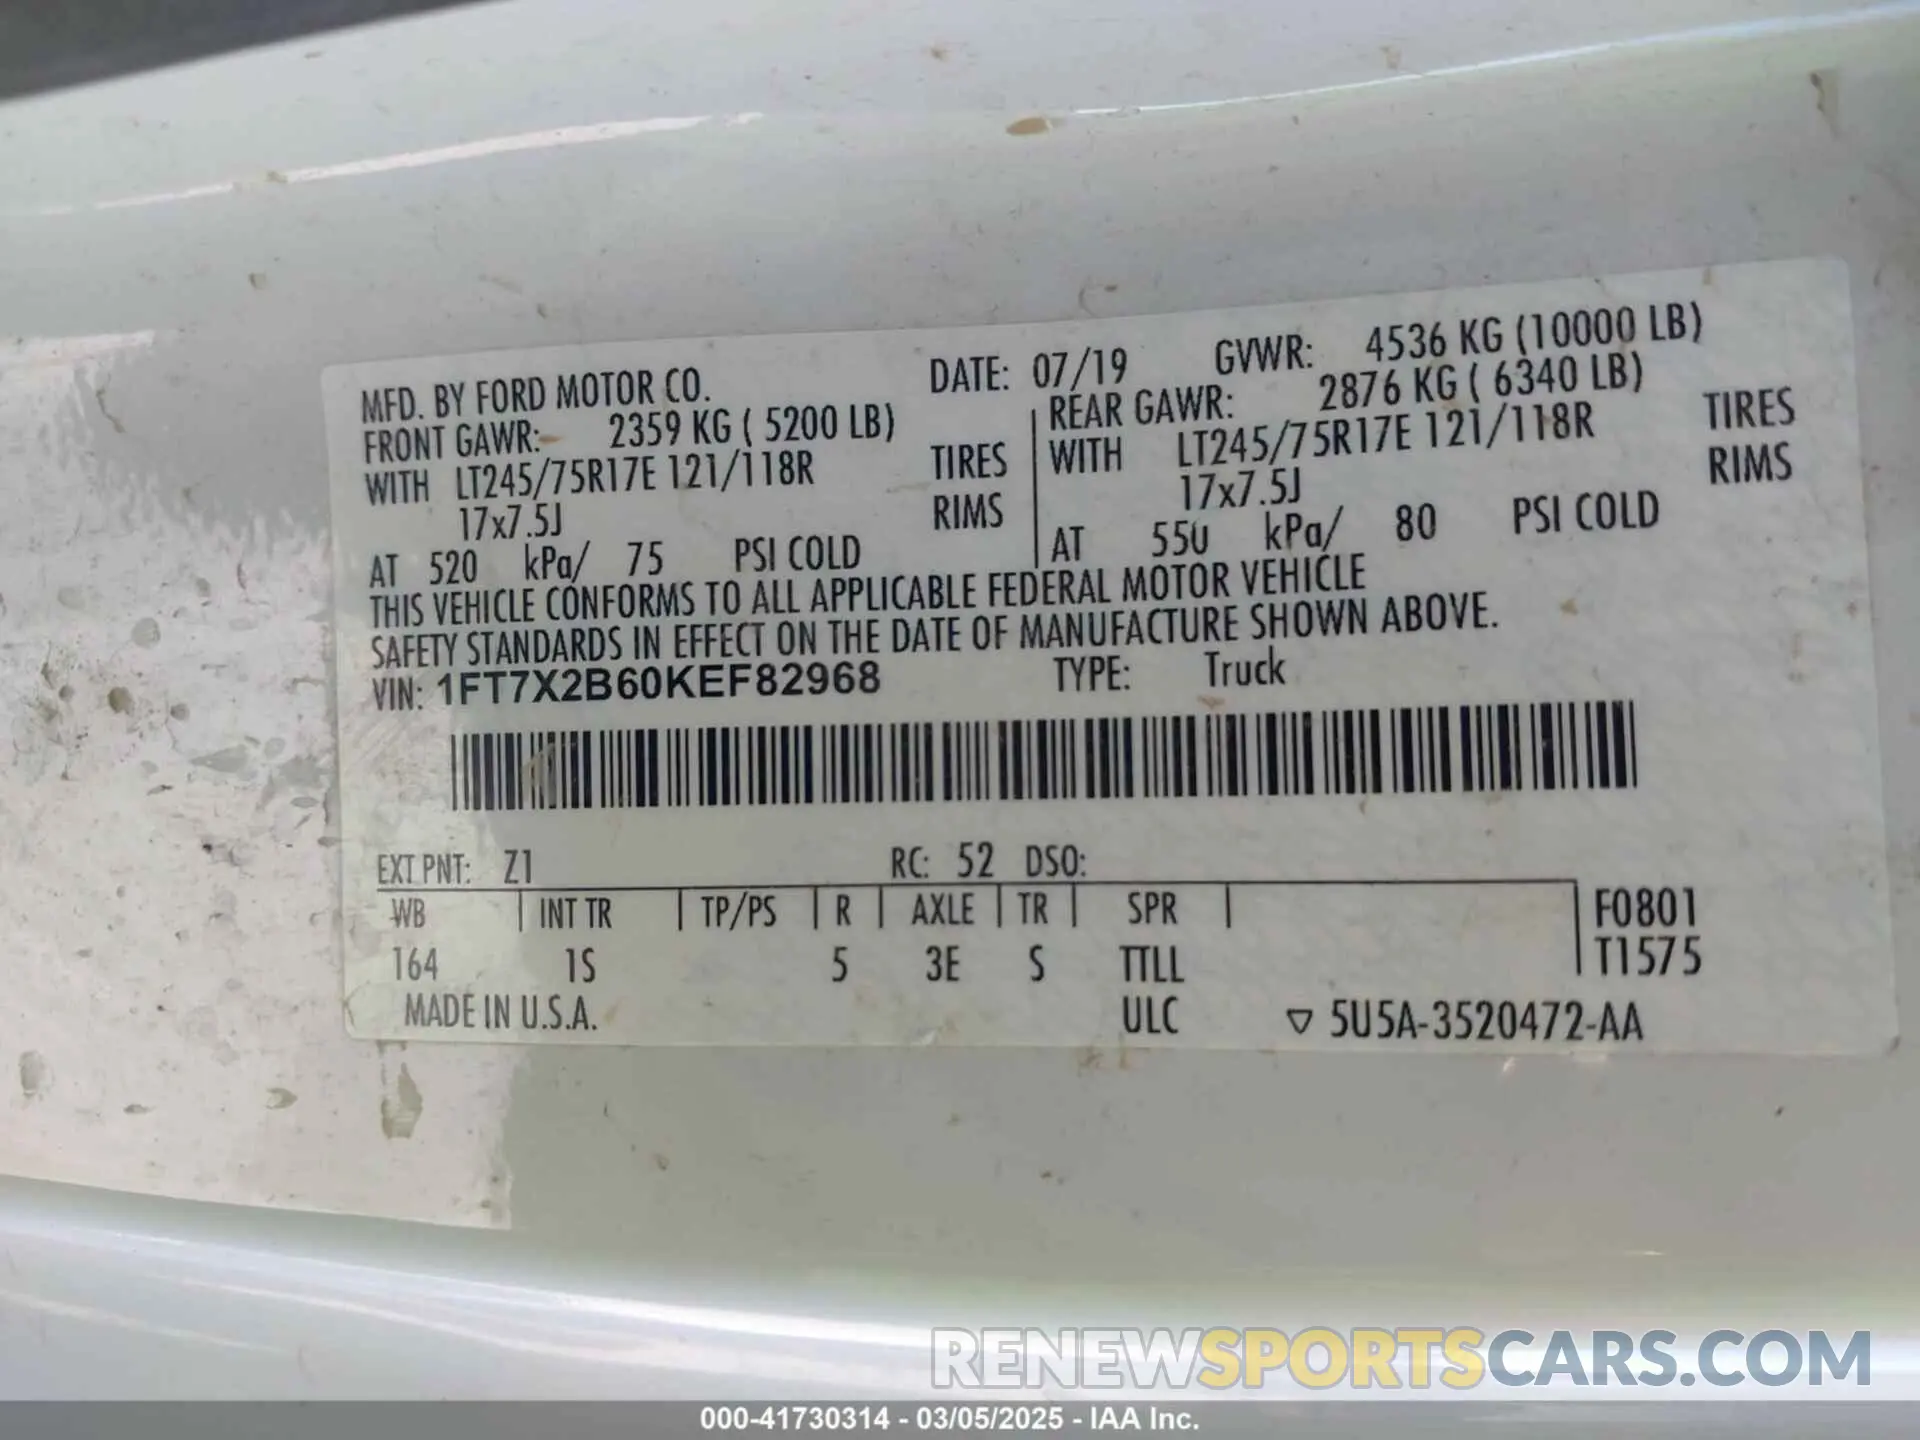 MFD. BY FORD MOTOR CO. DATE: 07/19 GVWR: 4536 KG (10000 LB)
FRONT GAWR: 2359 KG ( 5200 LB) REAR GAWR: 2876 KG ( 6340 LB)
WITH LT245/75R17E 121/118R TIRES WITH LT245/75R17E 121/118R TIRES
17x7.5J RIMS 17x7.5J RIMS
AT 520 kPa/ 75 PSI COLD AT 550 kPa/ 80 PSI COLD
THIS VEHICLE CONFORMS TO ALL APPLICABLE FEDERAL MOTOR VEHICLE
SAFETY STANDARDS IN EFFECT ON THE DATE OF MANUFACTURE SHOWN ABOVE.
VIN: 1FT7X2B60KEF82968 TYPE: Truck
EXT PNT: Z1 RC: 52 DSO:
WB INT TR TP/PS R AXLE TR SPR F0801
164 1S 5 3E S TTLL T1575
MADE IN U.S.A. ULC ▽ 5U5A-3520472-AA
RENEWSPORTSCARS.COM
000-41730314 - 03/05/2025 - IAA Inc.